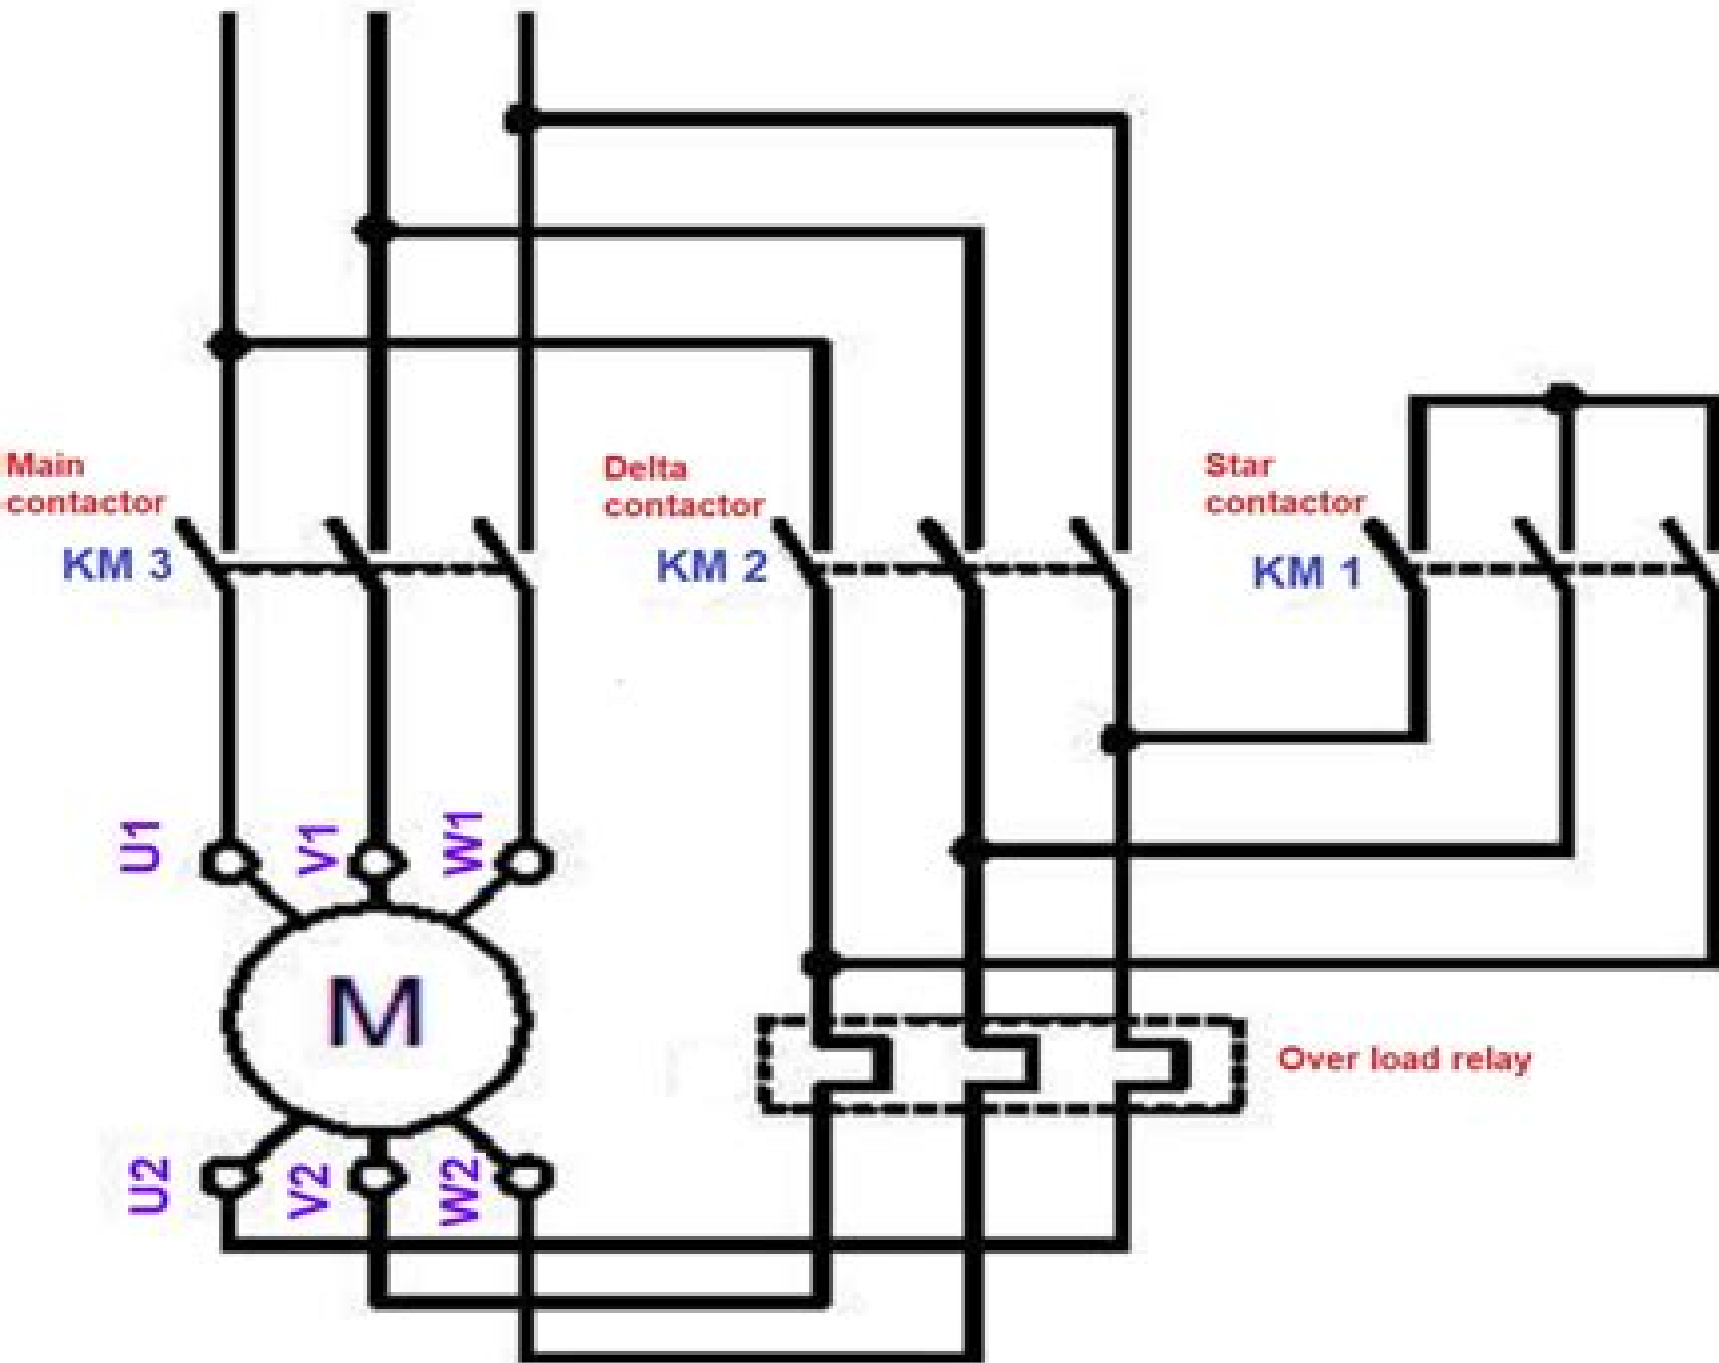 Main
contactor
KM 3
Delta
contactor
KM 2
Star
contactor
KM 1
U1
V1
W1
M
Over load relay
U2
V2
W2